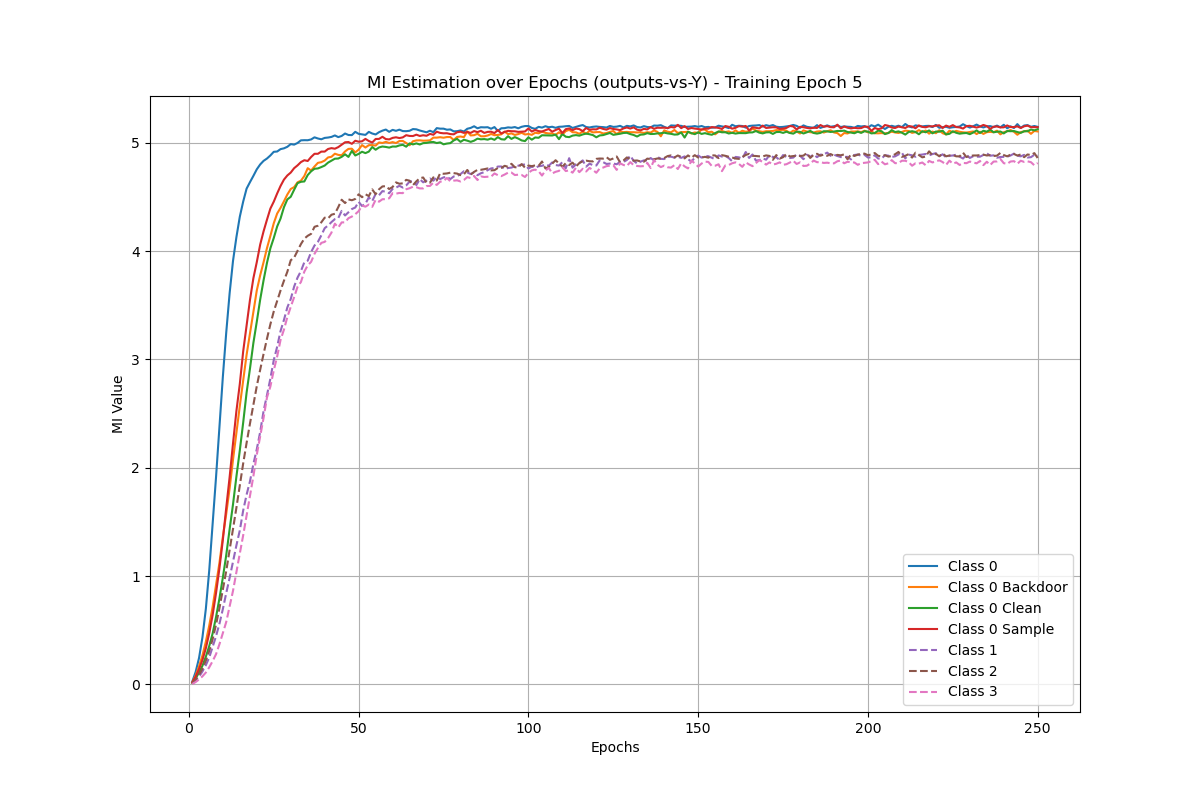 MI Estimation over Epochs (outputs-vs-Y) - Training Epoch 5
MI Value
5
4
3
2
1
0
0 50 100 150 200 250
Epochs
Class 0
Class 0 Backdoor
Class 0 Clean
Class 0 Sample
Class 1
Class 2
Class 3